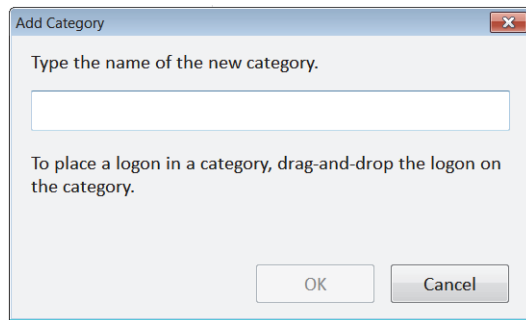 Add Category
Type the name of the new category.
To place a logon in a category, drag-and-drop the logon on
the category.
OK
Cancel